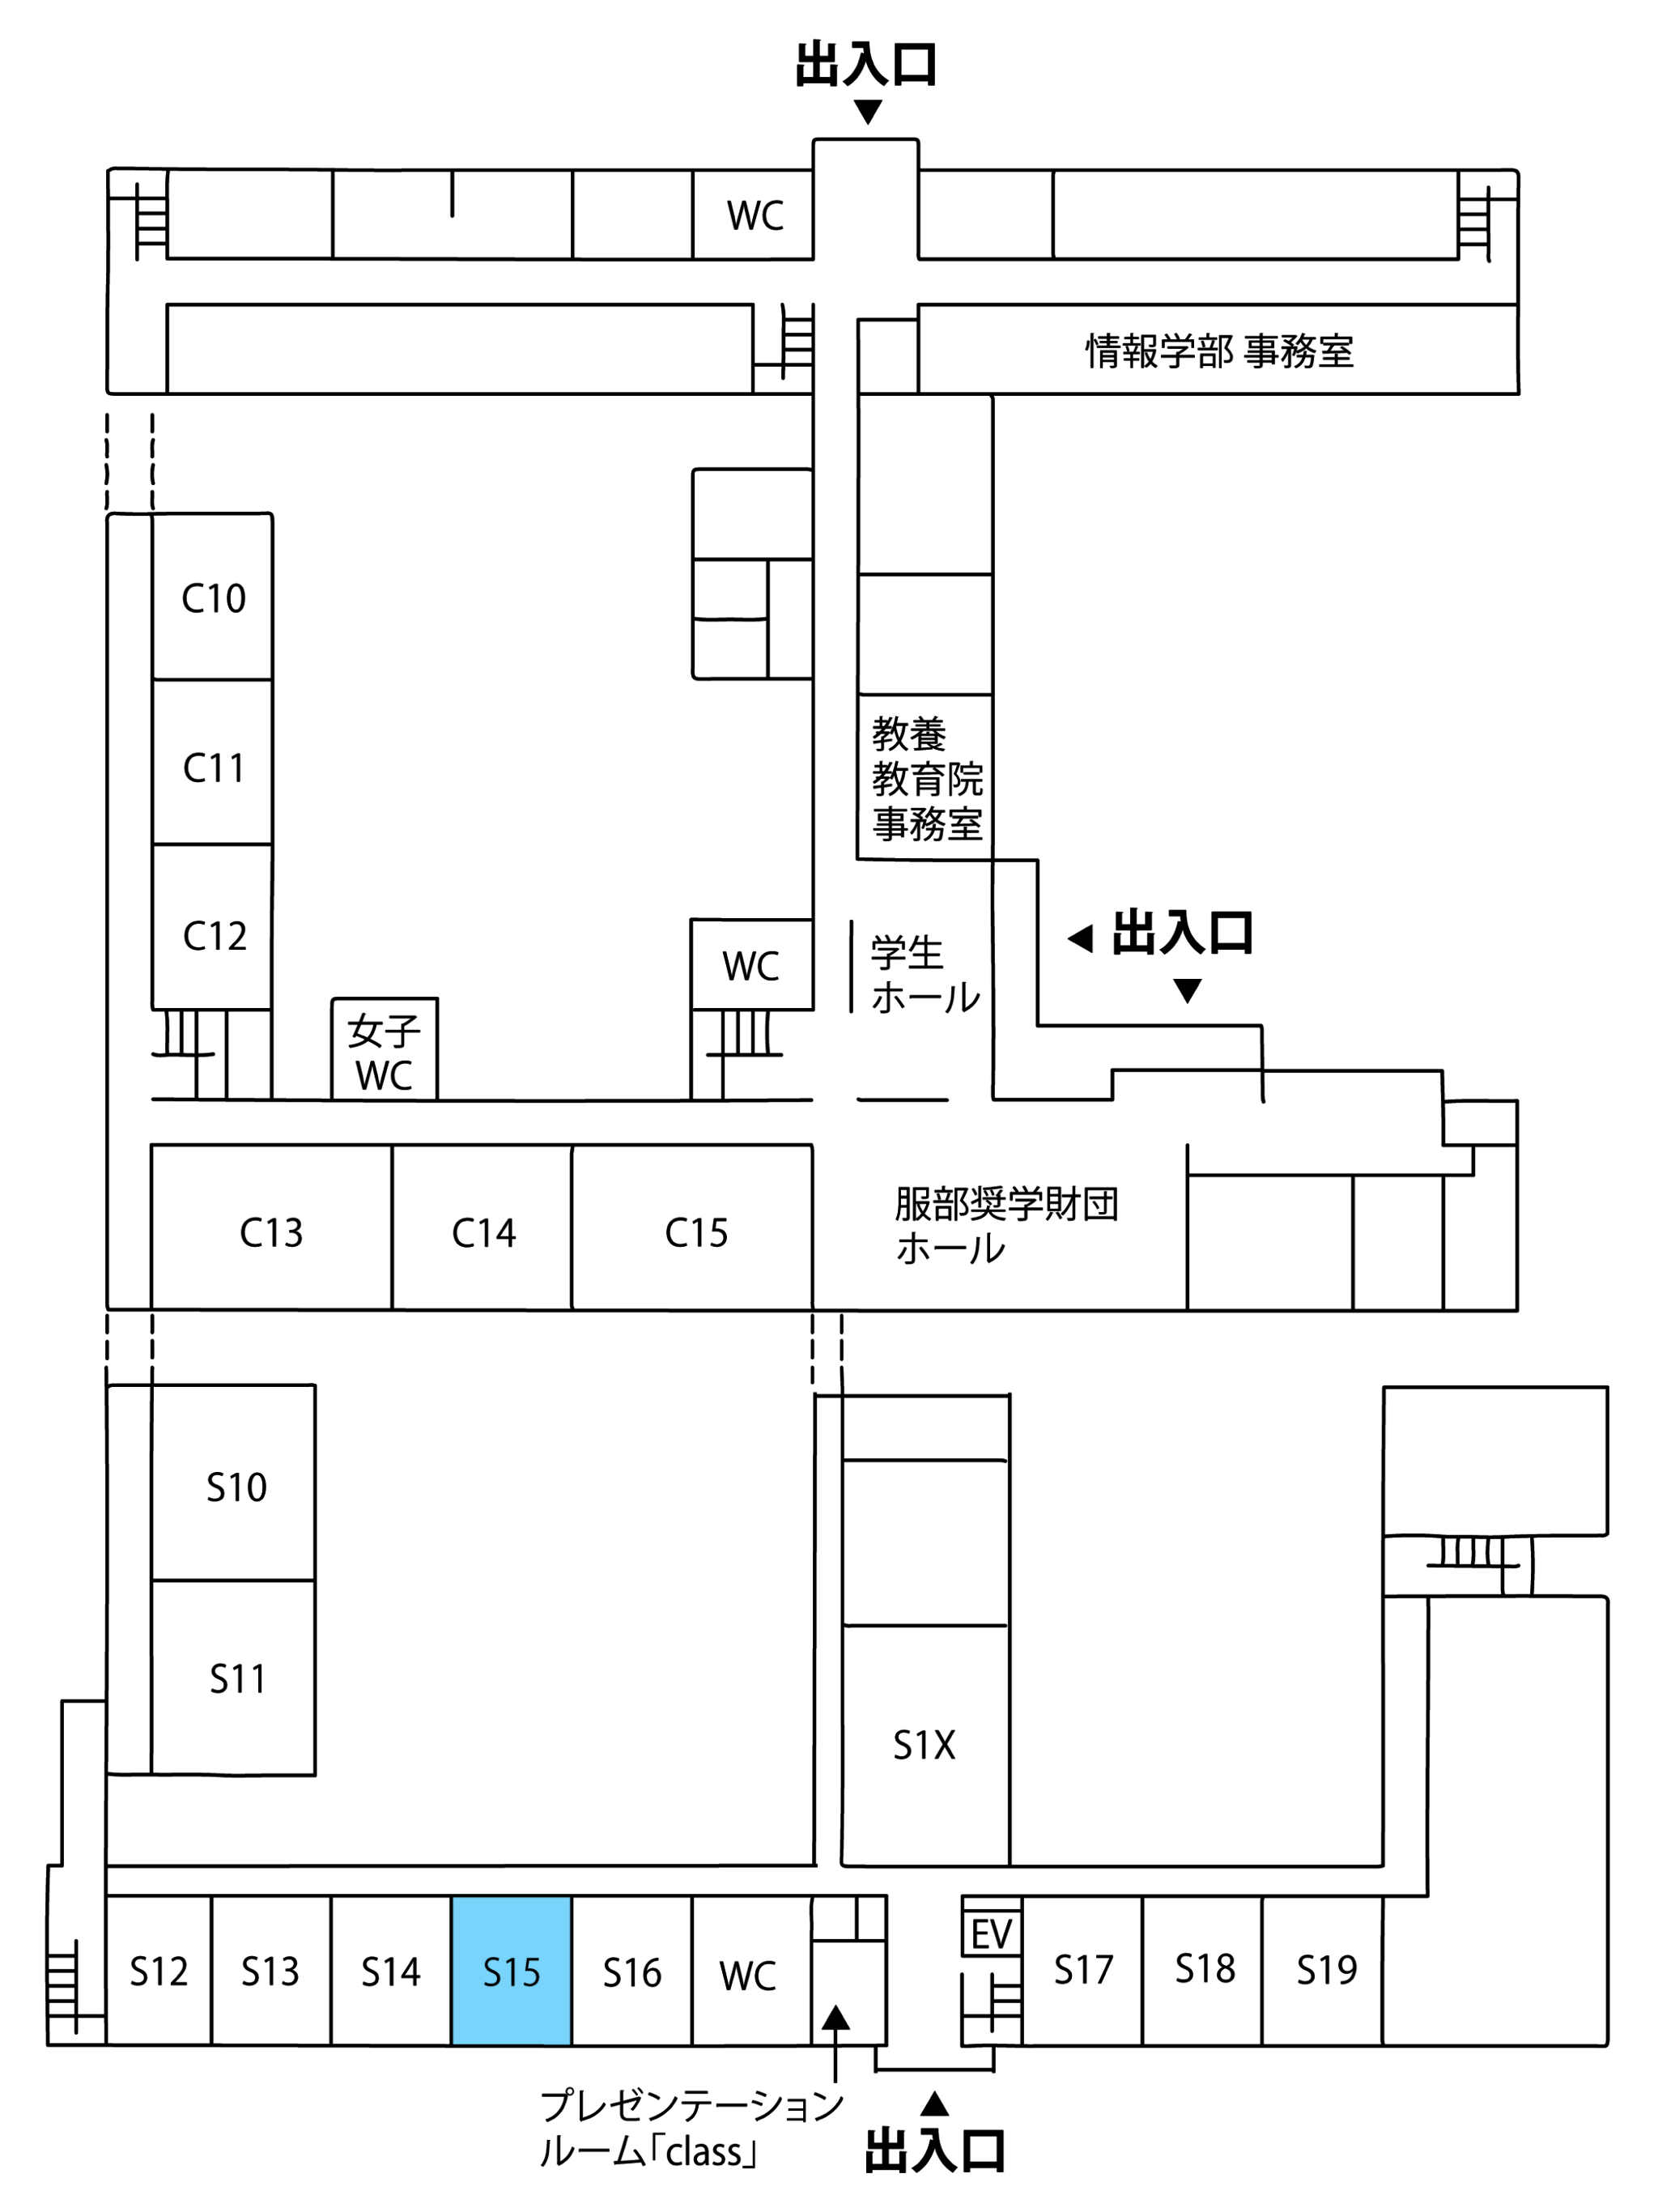 出入口
WC
情報学部 事務室
C10
教養
教育院
事務室
C11
C12
WC
学生
ホール
出入口
女子
WC
C13
C14
C15
服部奨学財団
ホール
S10
S11
S1X
S12
S13
S14
S15
S16
WC
EV
S17
S18
S19
プレゼンテーション
ルーム「class」
出入口